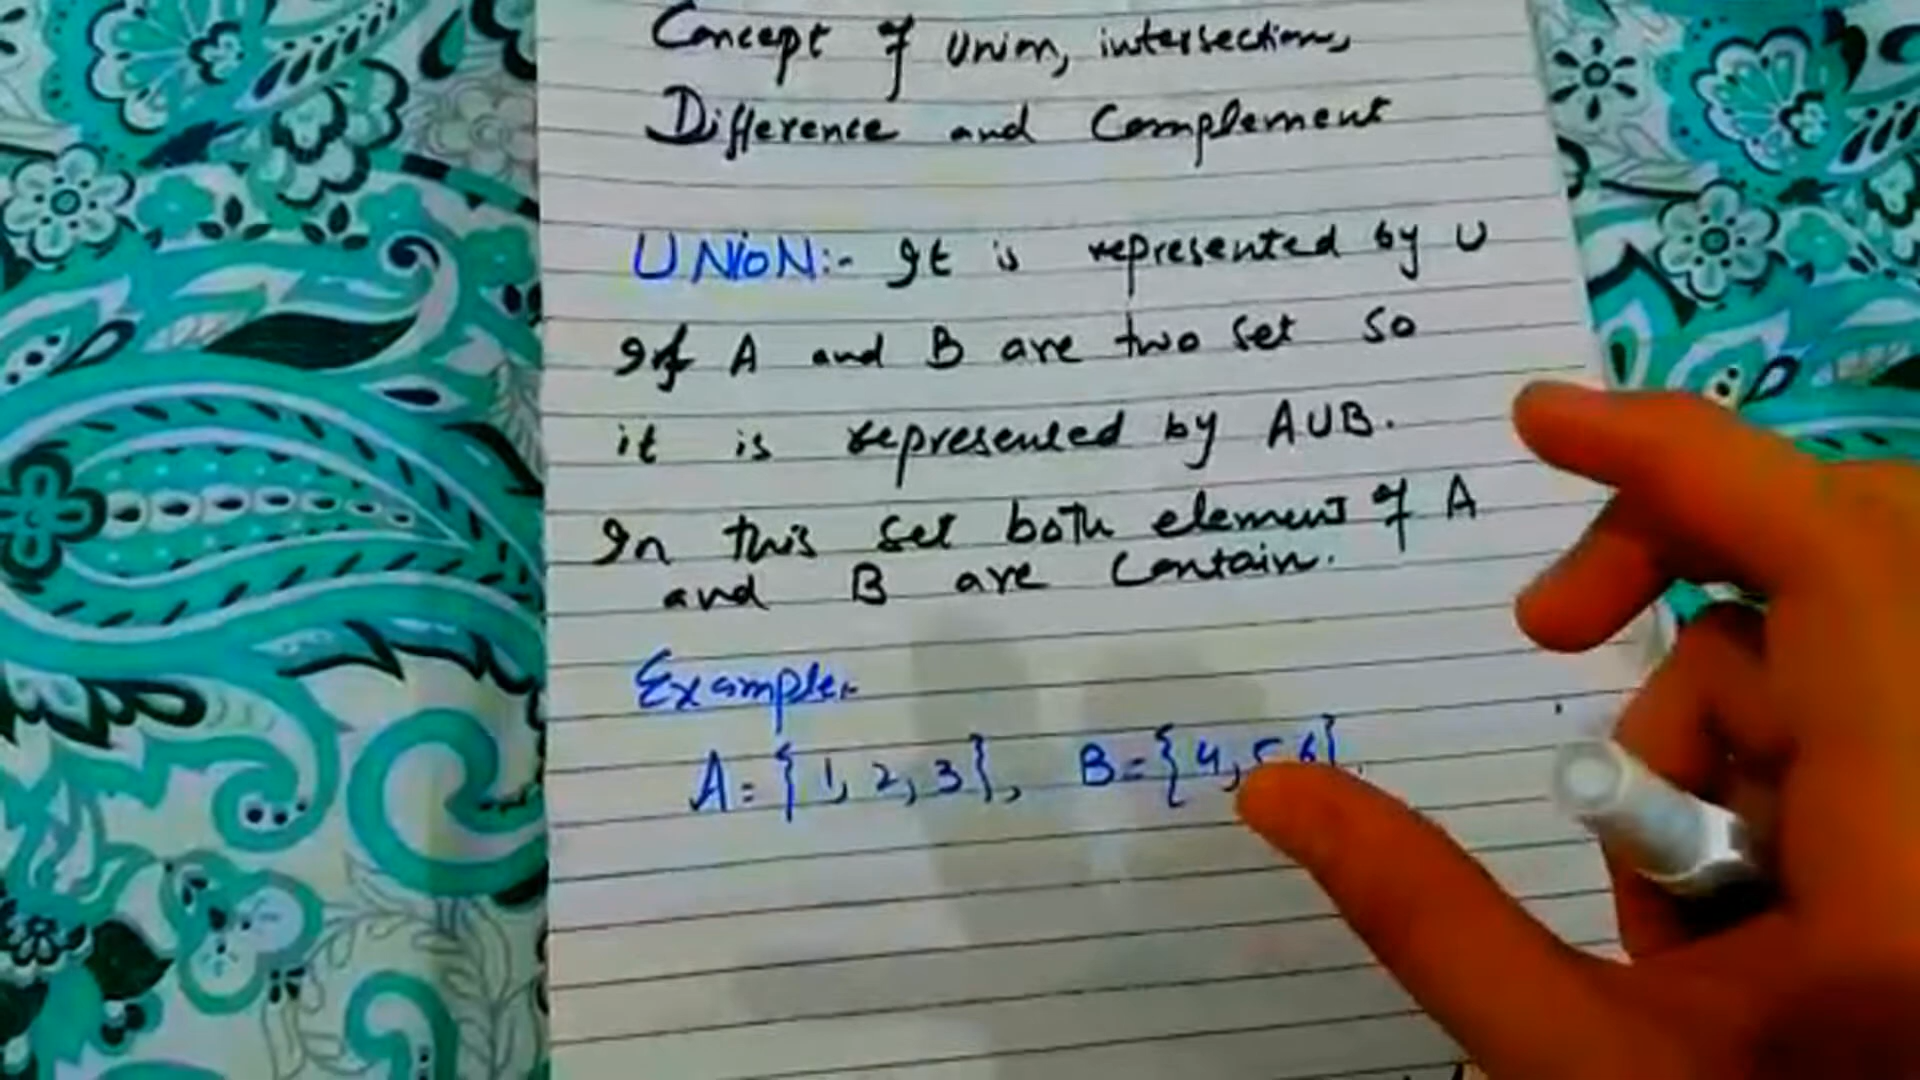 Concept of Union, intersection,
Difference and Complement
UNION:- It is represented by U
If A and B are two set so
it is represented by AUB.
In this set both element of A
and B are Contain.
Example:-
A={1, 2, 3}, B={4, 5 6}.